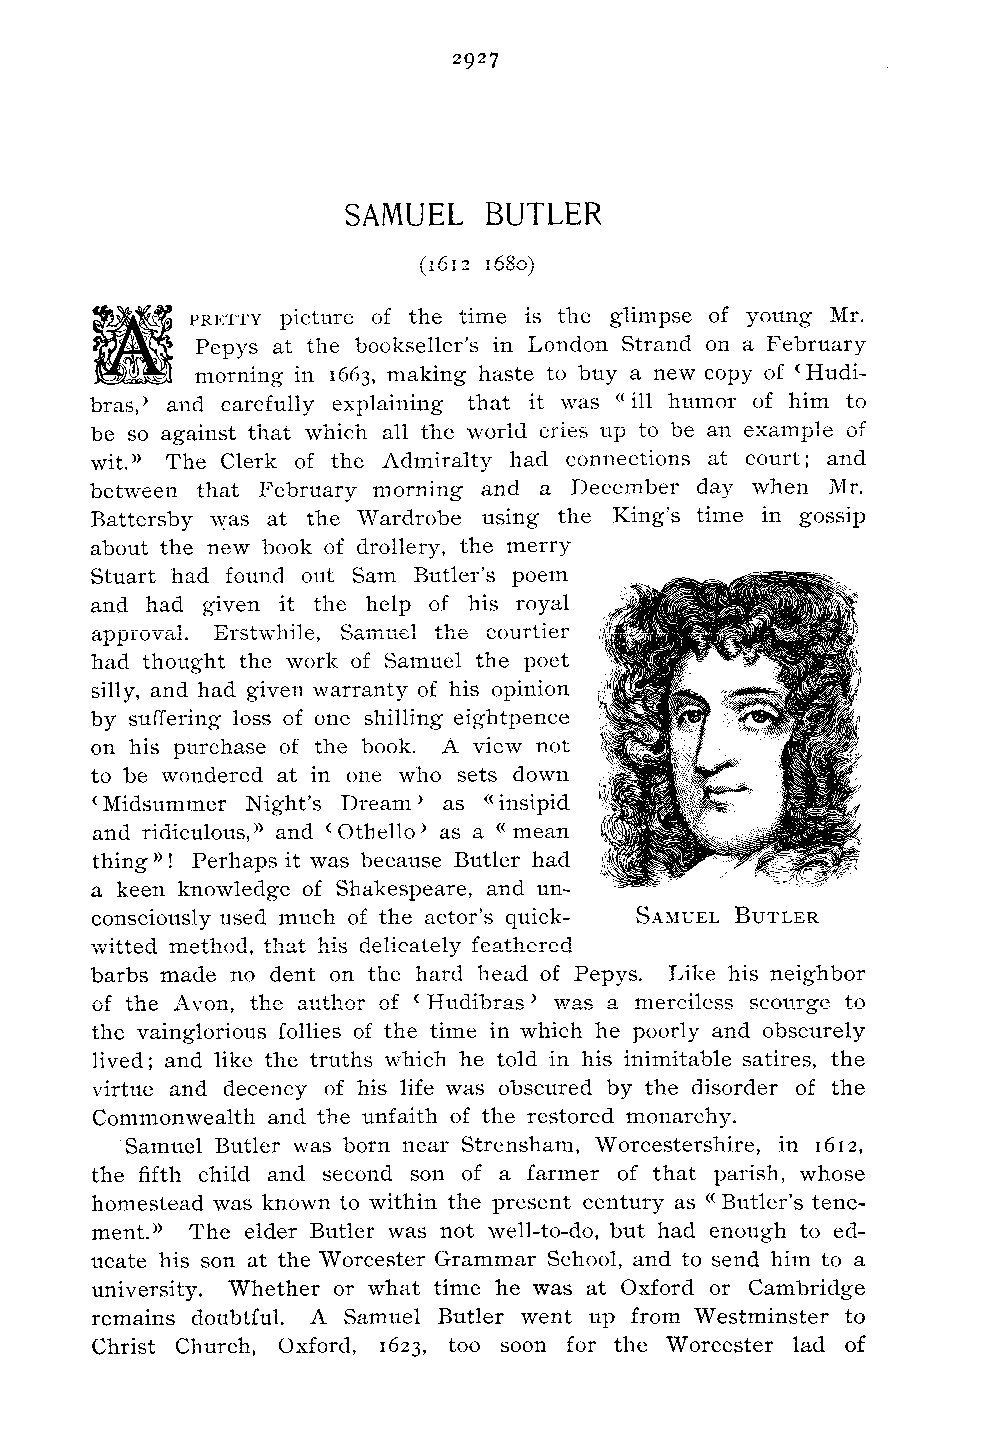 2927
SAMUEL BUTLER
(1612 1680)
A PRETTY picture of the time is the glimpse of young Mr.
Pepys at the bookseller's in London Strand on a February
morning in 1663, making haste to buy a new copy of ‹Hudi-
bras,› and carefully explaining that it was «ill humor of him to
be so against that which all the world cries up to be an example of
wit.» The Clerk of the Admiralty had connections at court; and
between that February morning and a December day when Mr.
Battersby was at the Wardrobe using the King's time in gossip
about the new book of drollery, the merry
Stuart had found out Sam Butler's poem
and had given it the help of his royal
approval. Erstwhile, Samuel the courtier
had thought the work of Samuel the poet
silly, and had given warranty of his opinion
by suffering loss of one shilling eightpence
on his purchase of the book. A view not
to be wondered at in one who sets down
‹Midsummer Night's Dream› as «insipid
and ridiculous,» and ‹Othello› as a «mean
thing»! Perhaps it was because Butler had
a keen knowledge of Shakespeare, and un-
consciously used much of the actor's quick-
witted method, that his delicately feathered
barbs made no dent on the hard head of Pepys. Like his neighbor
of the Avon, the author of ‹Hudibras› was a merciless scourge to
the vainglorious follies of the time in which he poorly and obscurely
lived; and like the truths which he told in his inimitable satires, the
virtue and decency of his life was obscured by the disorder of the
Commonwealth and the unfaith of the restored monarchy.
SAMUEL BUTLER
Samuel Butler was born near Strensham, Worcestershire, in 1612,
the fifth child and second son of a farmer of that parish, whose
homestead was known to within the present century as «Butler's tene-
ment.» The elder Butler was not well-to-do, but had enough to ed-
ucate his son at the Worcester Grammar School, and to send him to a
university. Whether or what time he was at Oxford or Cambridge
remains doubtful. A Samuel Butler went up from Westminster to
Christ Church, Oxford, 1623, too soon for the Worcester lad of